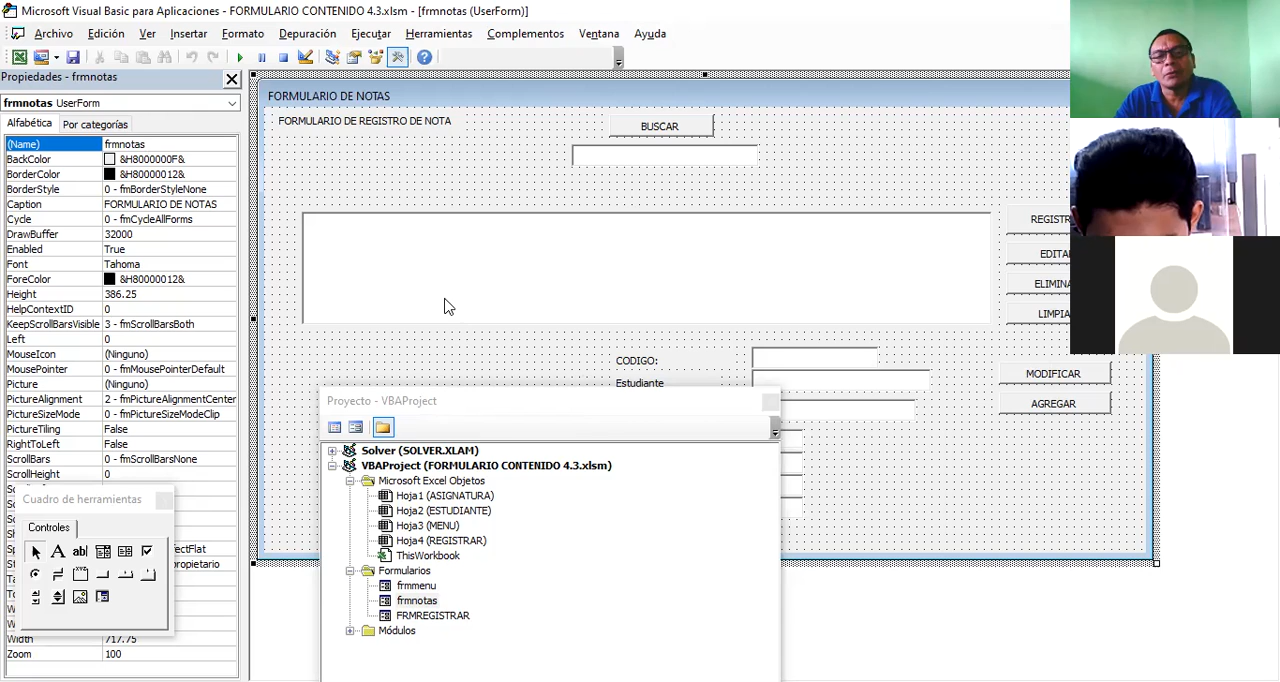 Microsoft Visual Basic para Aplicaciones - FORMULARIO CONTENIDO 4.3.xlsm - [frmnotas (UserForm)]
Archivo Edición Ver Insertar Formato Depuración Ejecutar Herramientas Complementos Ventana Ayuda
Propiedades - frmnotas
frmnotas UserForm
Alfabética Por categorías
(Name) frmnotas
BackColor &H8000000F&
BorderColor &H80000012&
BorderStyle 0 - fmBorderStyleNone
Caption FORMULARIO DE NOTAS
Cycle 0 - fmCycleAllForms
DrawBuffer 32000
Enabled True
Font Tahoma
ForeColor &H80000012&
Height 386.25
HelpContextID 0
KeepScrollBarsVisible 3 - fmScrollBarsBoth
Left 0
MouseIcon (Ninguno)
MousePointer 0 - fmMousePointerDefault
Picture (Ninguno)
PictureAlignment 2 - fmPictureAlignmentCenter
PictureSizeMode 0 - fmPictureSizeModeClip
PictureTiling False
RightToLeft False
ScrollBars 0 - fmScrollBarsNone
ScrollHeight 0
Width 717.75
Zoom 100
Cuadro de herramientas
Controles
FORMULARIO DE NOTAS
FORMULARIO DE REGISTRO DE NOTA
BUSCAR
REGISTR
EDITAR
ELIMINA
LIMPIA
CODIGO:
Estudiante
MODIFICAR
AGREGAR
Proyecto - VBAProject
Solver (SOLVER.XLAM)
VBAProject (FORMULARIO CONTENIDO 4.3.xlsm)
Microsoft Excel Objetos
Hoja1 (ASIGNATURA)
Hoja2 (ESTUDIANTE)
Hoja3 (MENU)
Hoja4 (REGISTRAR)
ThisWorkbook
Formularios
frmmenu
frmnotas
FRMREGISTRAR
Módulos